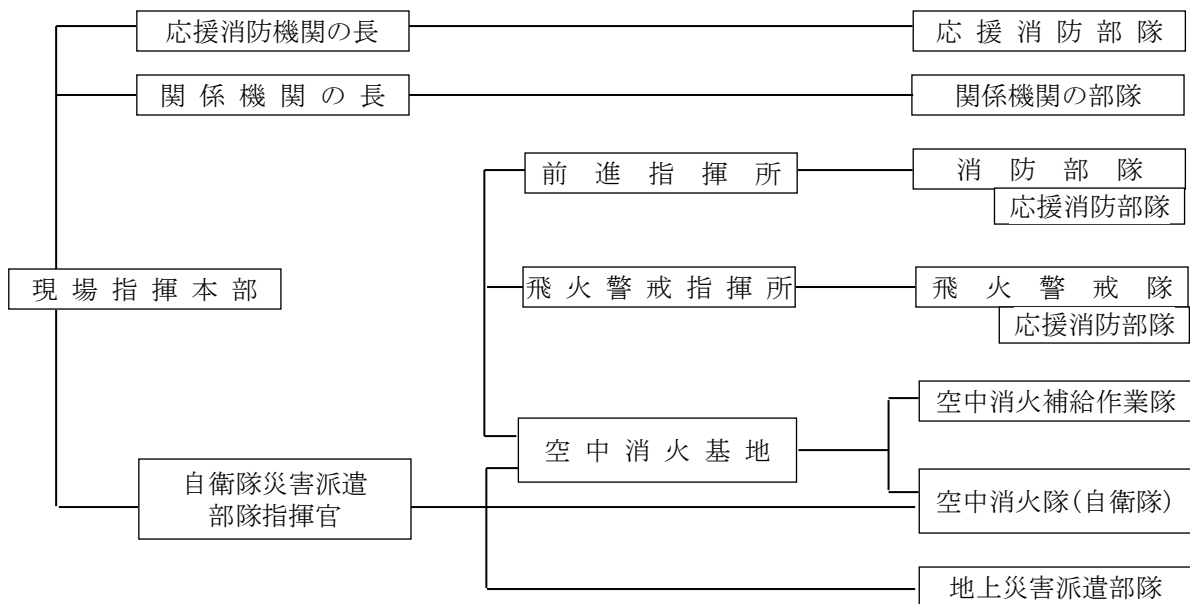 応援消防機関の長
応援消防部隊
関係機関の長
関係機関の部隊
前進指揮所
消防部隊
応援消防部隊
現場指揮本部
飛火警戒指揮所
飛火警戒隊
応援消防部隊
空中消火補給作業隊
空中消火基地
自衛隊災害派遣
部隊指揮官
空中消火隊(自衛隊)
地上災害派遣部隊